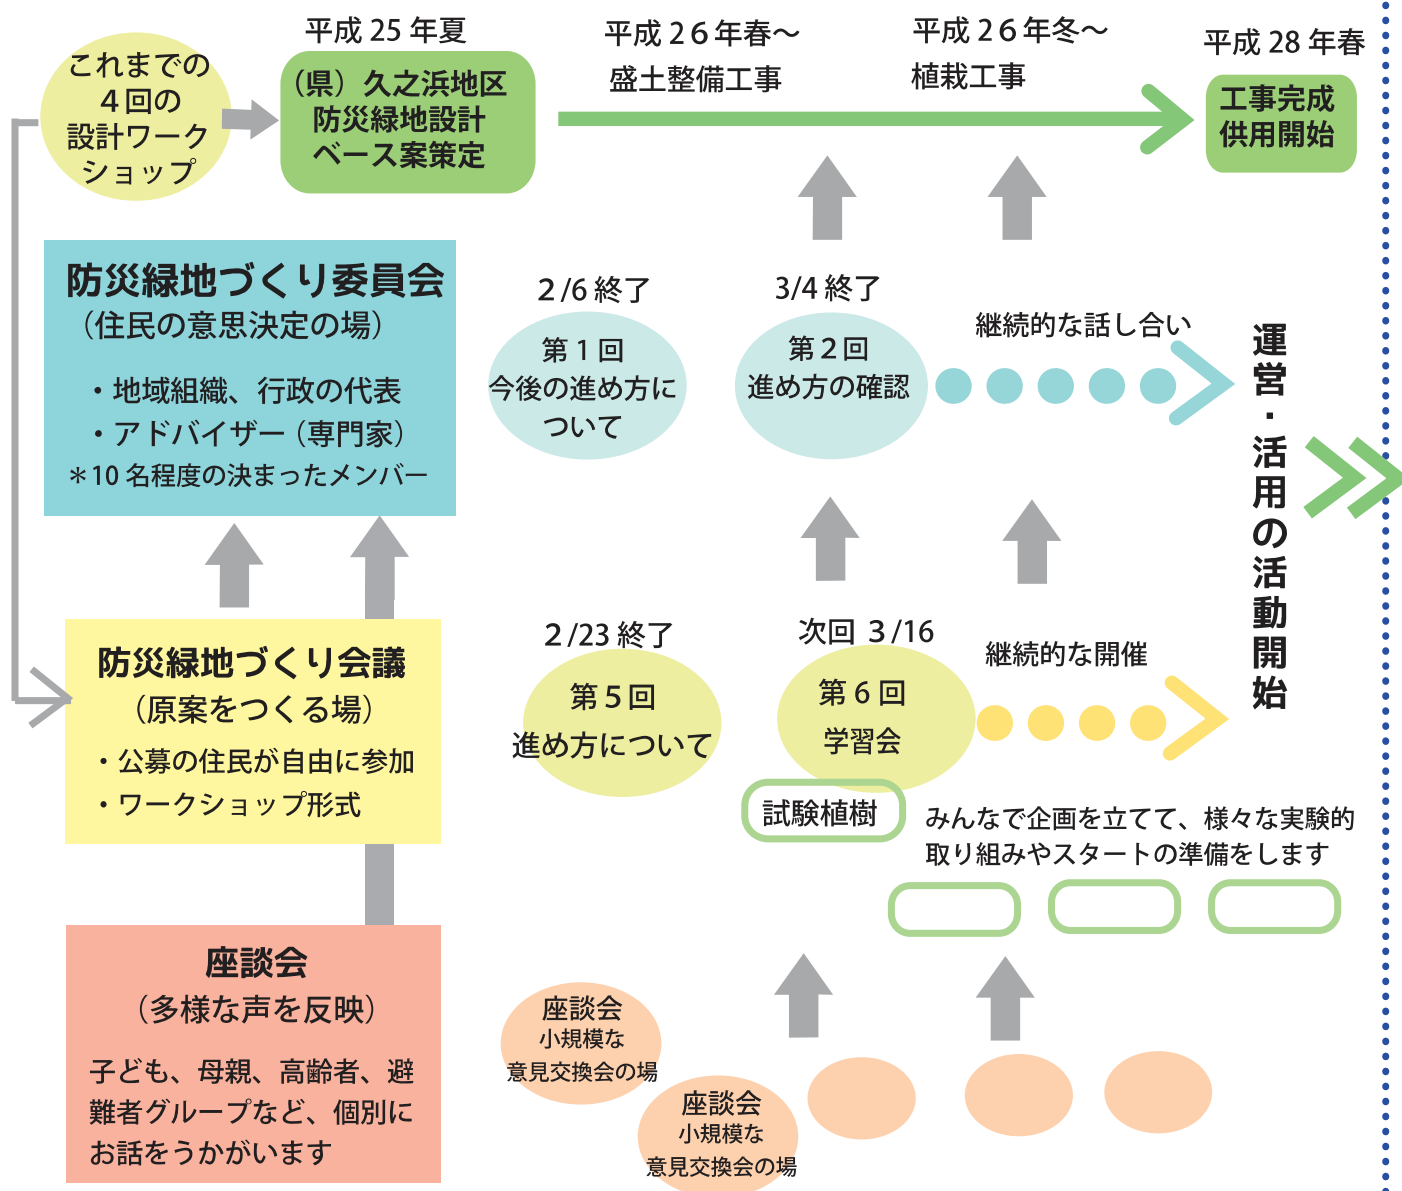 これまでの
４回の
設計ワーク
ショップ
平成 25 年夏
（県）久之浜地区
防災緑地設計
ベース案策定
平成２６年春～
盛土整備工事
平成２６年冬～
植栽工事
平成 28 年春
工事完成
供用開始
防災緑地づくり委員会
（住民の意思決定の場）
・地域組織、行政の代表
・アドバイザー（専門家）
＊10 名程度の決まったメンバー
２/6 終了
第１回
今後の進め方に
ついて
3/4 終了
第２回
進め方の確認
継続的な話し合い
運営・活用の活動開始
防災緑地づくり会議
（原案をつくる場）
・公募の住民が自由に参加
・ワークショップ形式
２/23 終了
第５回
進め方について
次回 ３/16
第６回
学習会
試験植樹
継続的な開催
みんなで企画を立てて、様々な実験的
取り組みやスタートの準備をします
座談会
（多様な声を反映）
子ども、母親、高齢者、避
難者グループなど、個別に
お話をうかがいます
座談会
小規模な
意見交換会の場
座談会
小規模な
意見交換会の場